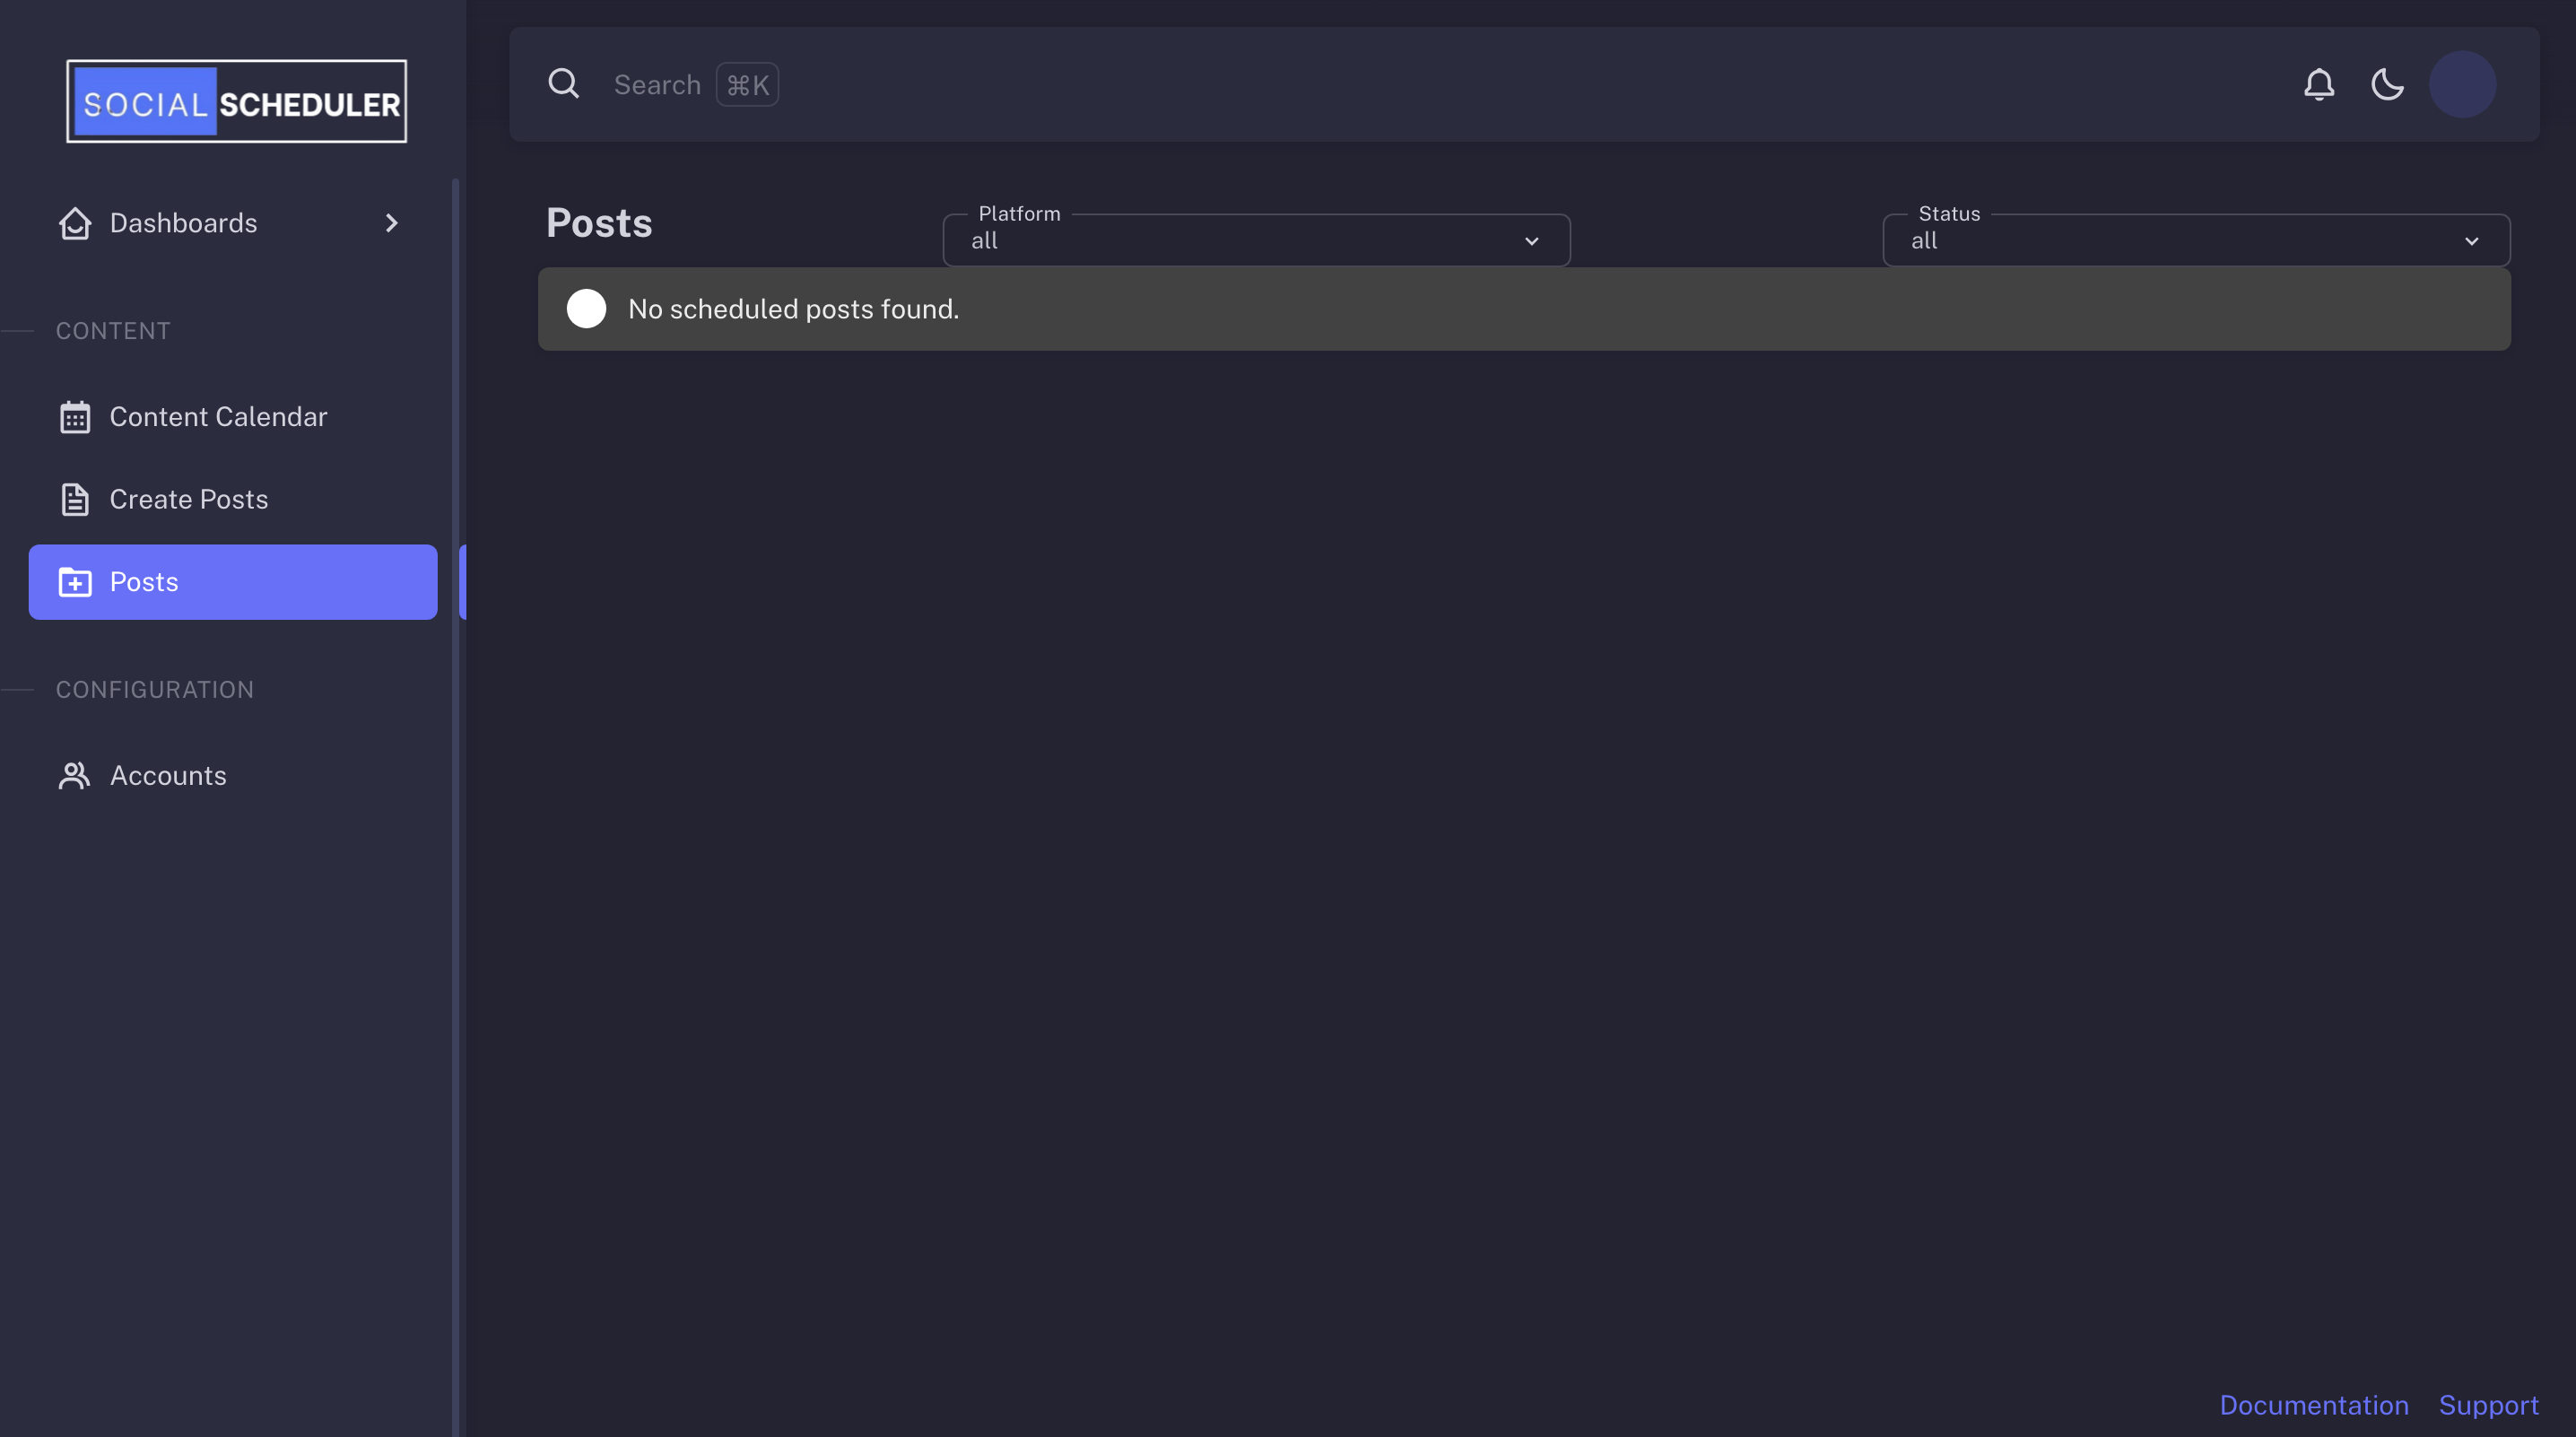 SOCIAL SCHEDULER
Dashboards
CONTENT
Content Calendar
Create Posts
Posts
CONFIGURATION
Accounts
Search ⌘K
Posts
Platform
all
Status
all
No scheduled posts found.
Documentation Support